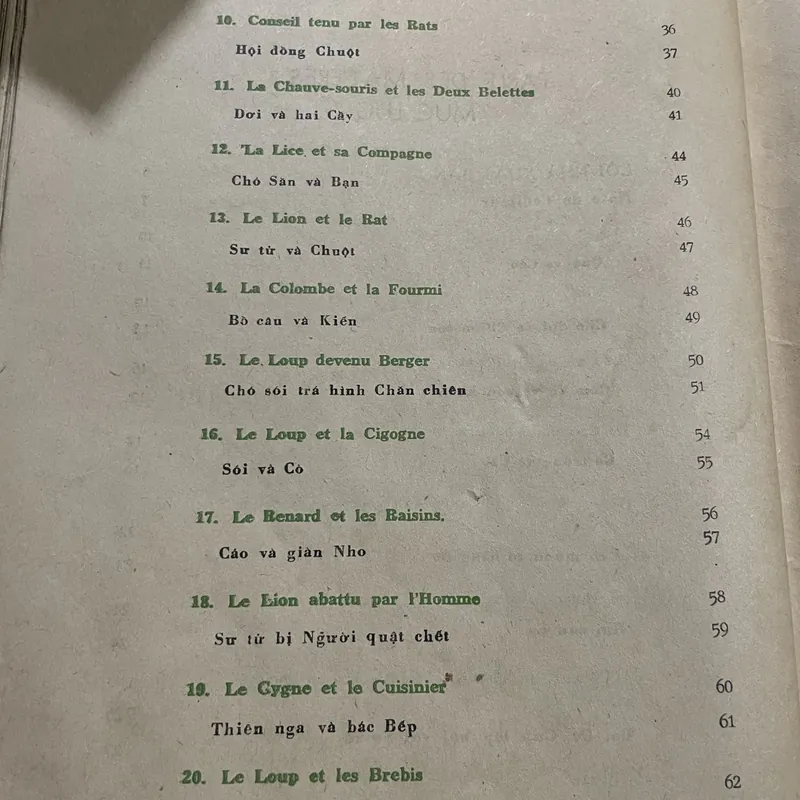 10. Conseil tenu par les Rats 36
Hội đồng Chuột 37
11. La Chauve-souris et les Deux Belettes 40
Dơi và hai Cầy 41
12. La Lice et sa Compagne 44
Chó Săn và Bạn 45
13. Le Lion et le Rat 46
Sư tử và Chuột 47
14. La Colombe et la Fourmi 48
Bồ câu và Kiến 49
15. Le Loup devenu Berger 50
Chó sói trá hình Chăn chiên 51
16. Le Loup et la Cigogne 54
Sói và Cò 55
17. Le Renard et les Raisins. 56
Cáo và giàn Nho 57
18. Le Lion abattu par l'Homme 58
Sư tử bị Người quật chết 59
19. Le Cygne et le Cuisinier 60
Thiên nga và bác Bếp 61
20. Le Loup et les Brebis 62